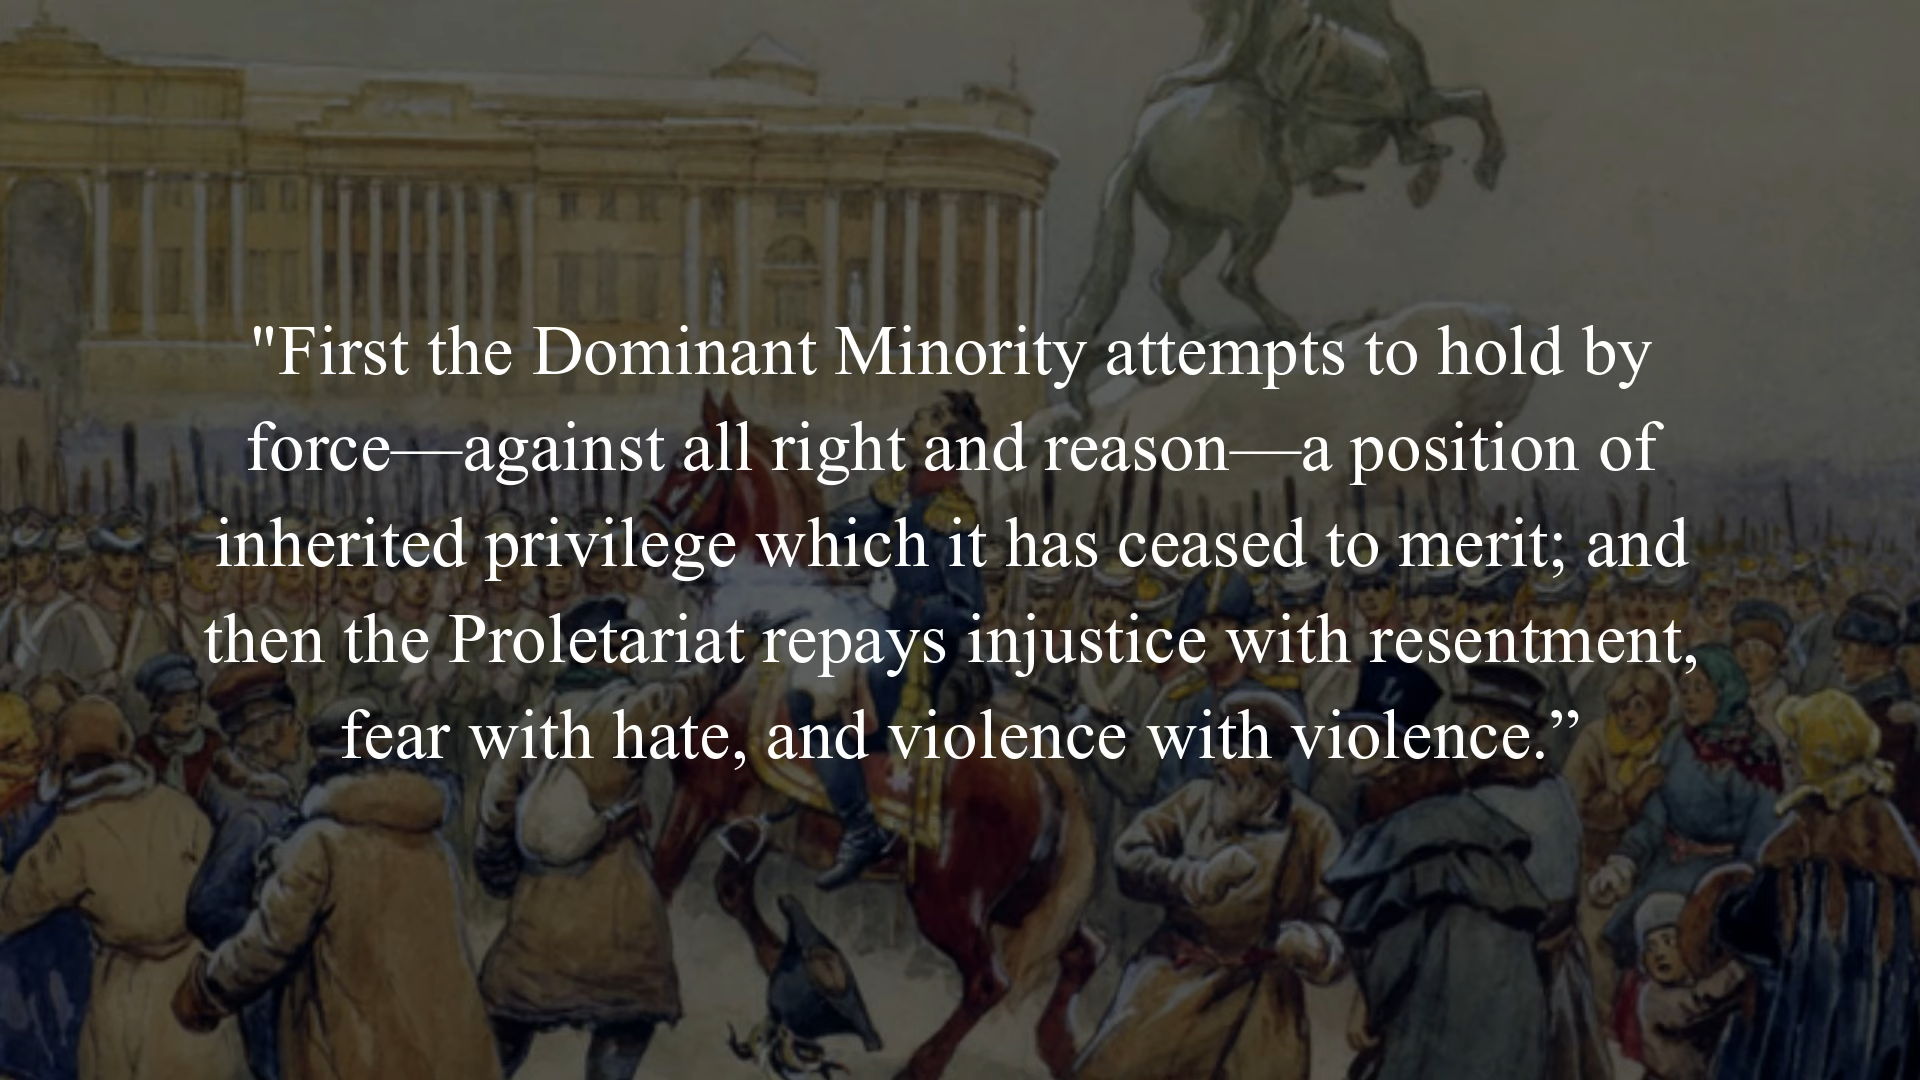 "First the Dominant Minority attempts to hold by
force—against all right and reason—a position of
inherited privilege which it has ceased to merit; and
then the Proletariat repays injustice with resentment,
fear with hate, and violence with violence.”